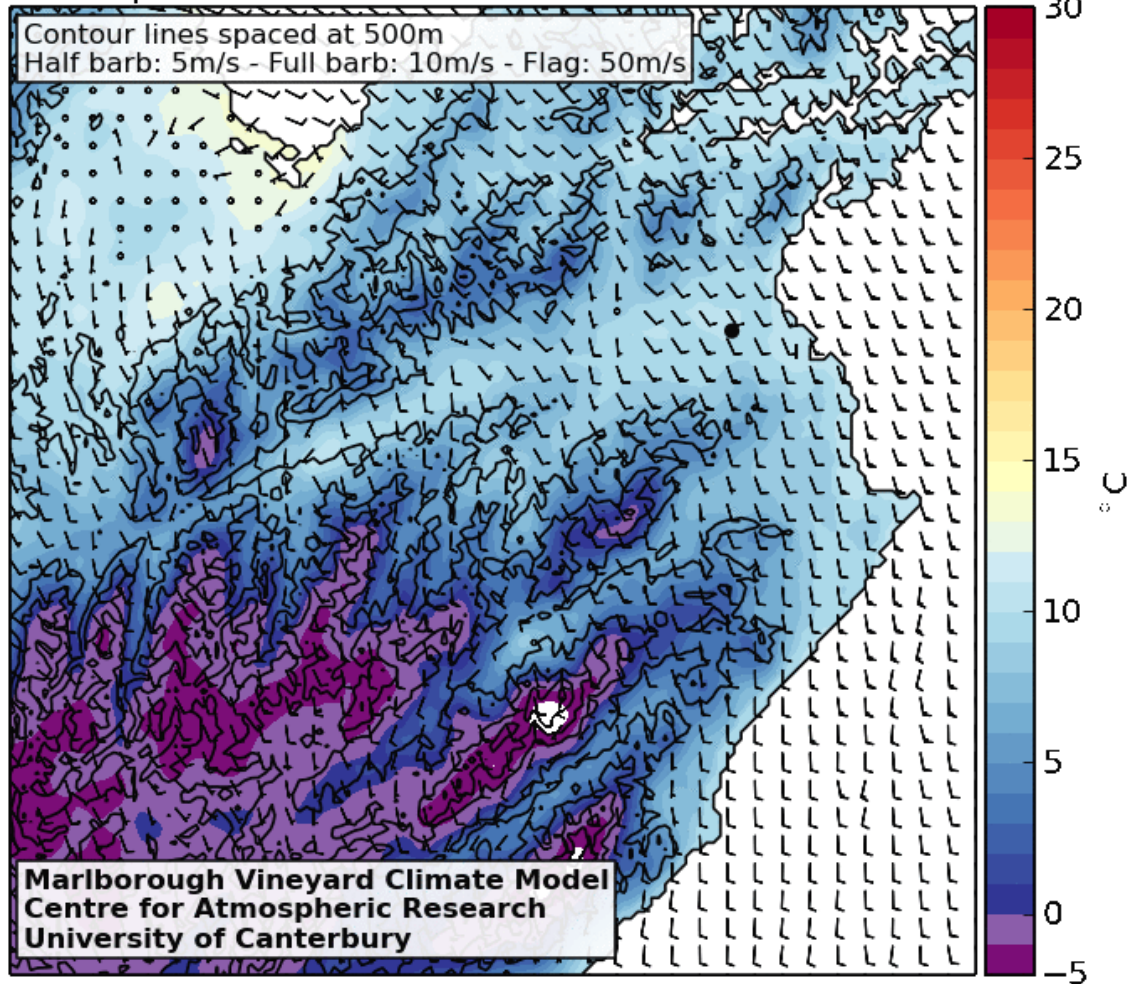 Contour lines spaced at 500m
Half barb: 5m/s - Full barb: 10m/s - Flag: 50m/s
30
25
20
15
°C
10
5
0
−5
Marlborough Vineyard Climate Model
Centre for Atmospheric Research
University of Canterbury